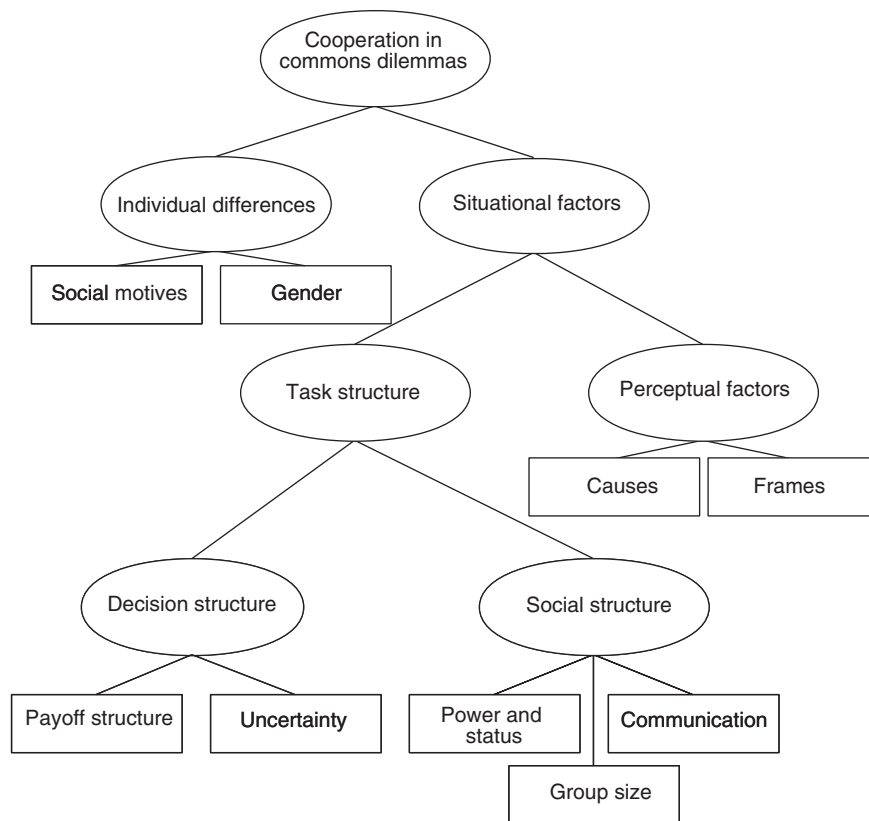 Cooperation in
commons dilemmas
Individual differences
Situational factors
Social motives
Gender
Task structure
Perceptual factors
Causes
Frames
Decision structure
Social structure
Payoff structure
Uncertainty
Power and
status
Communication
Group size